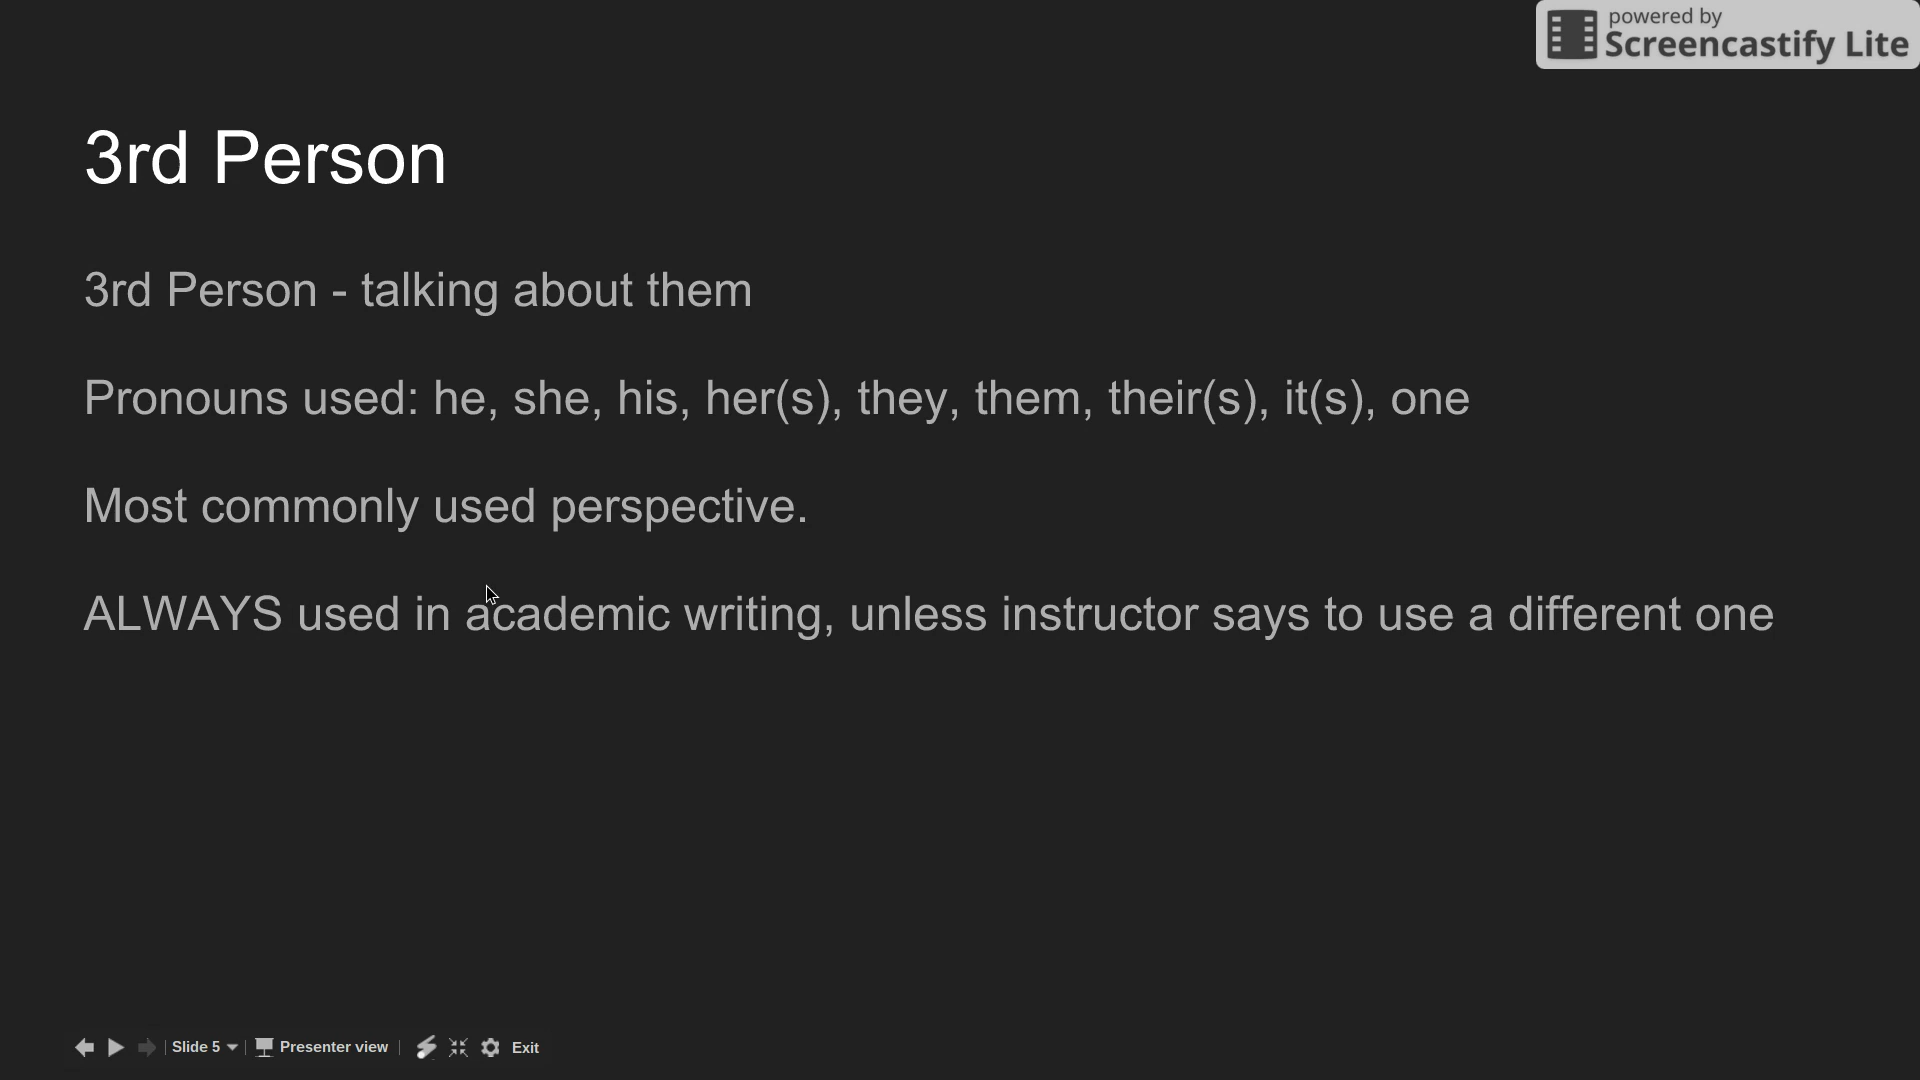 powered by
Screencastify Lite
3rd Person
3rd Person - talking about them
Pronouns used: he, she, his, her(s), they, them, their(s), it(s), one
Most commonly used perspective.
ALWAYS used in academic writing, unless instructor says to use a different one
Slide 5 Presenter view Exit